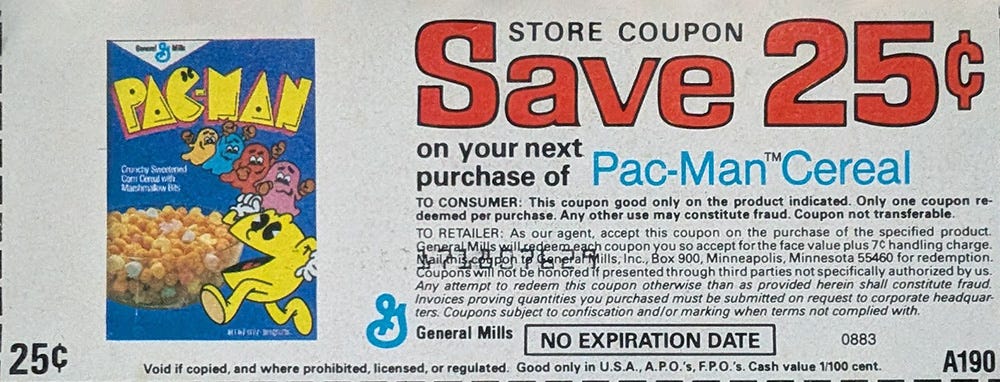 General Mills
PAC-MAN
Crunchy Sweetened
Corn Cereal with
Marshmallow Bits
25¢
STORE COUPON
Save 25¢
on your next
purchase of Pac-Man™ Cereal
TO CONSUMER: This coupon good only on the product indicated. Only one coupon re-
deemed per purchase. Any other use may constitute fraud. Coupon not transferable.
TO RETAILER: As our agent, accept this coupon on the purchase of the specified product.
General Mills will redeem each coupon you so accept for the face value plus 7¢ handling charge.
Mail this coupon to General Mills, Inc., Box 900, Minneapolis, Minnesota 55460 for redemption.
Coupons will not be honored if presented through third parties not specifically authorized by us.
Any attempt to redeem this coupon otherwise than as provided herein shall constitute fraud.
Invoices proving quantities you purchased must be submitted on request to corporate headquar-
ters. Coupons subject to confiscation and/or marking when terms not complied with.
General Mills
NO EXPIRATION DATE
0883
Void if copied, and where prohibited, licensed, or regulated. Good only in U.S.A., A.P.O.'s, F.P.O.'s. Cash value 1/100 cent.
A190